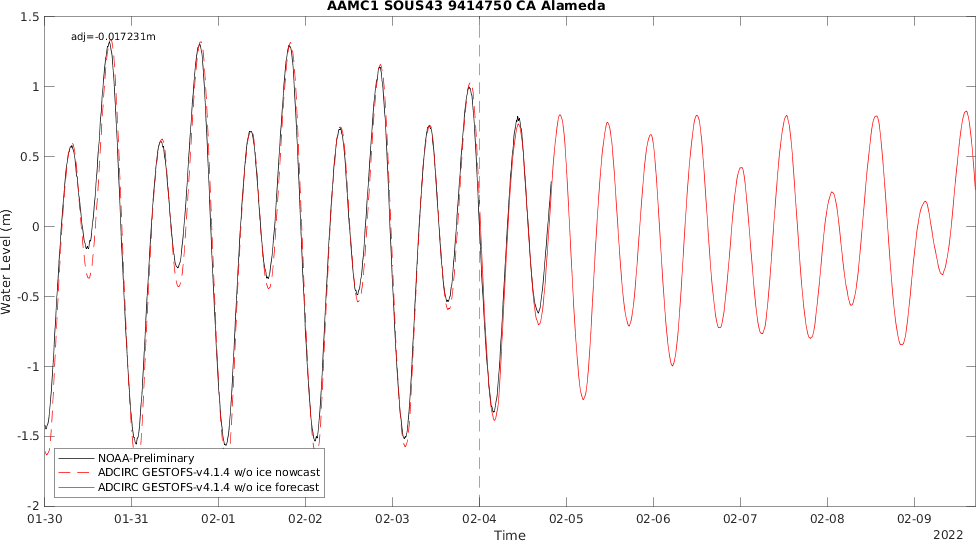 AAMC1 SOUS43 9414750 CA Alameda
adj=-0.017231m
1.5
1
0.5
0
-0.5
-1
-1.5
-2
Water Level (m)
NOAA-Preliminary
ADCIRC GESTOFS-v4.1.4 w/o ice nowcast
ADCIRC GESTOFS-v4.1.4 w/o ice forecast
01-30 01-31 02-01 02-02 02-03 02-04 02-05 02-06 02-07 02-08 02-09
Time
2022